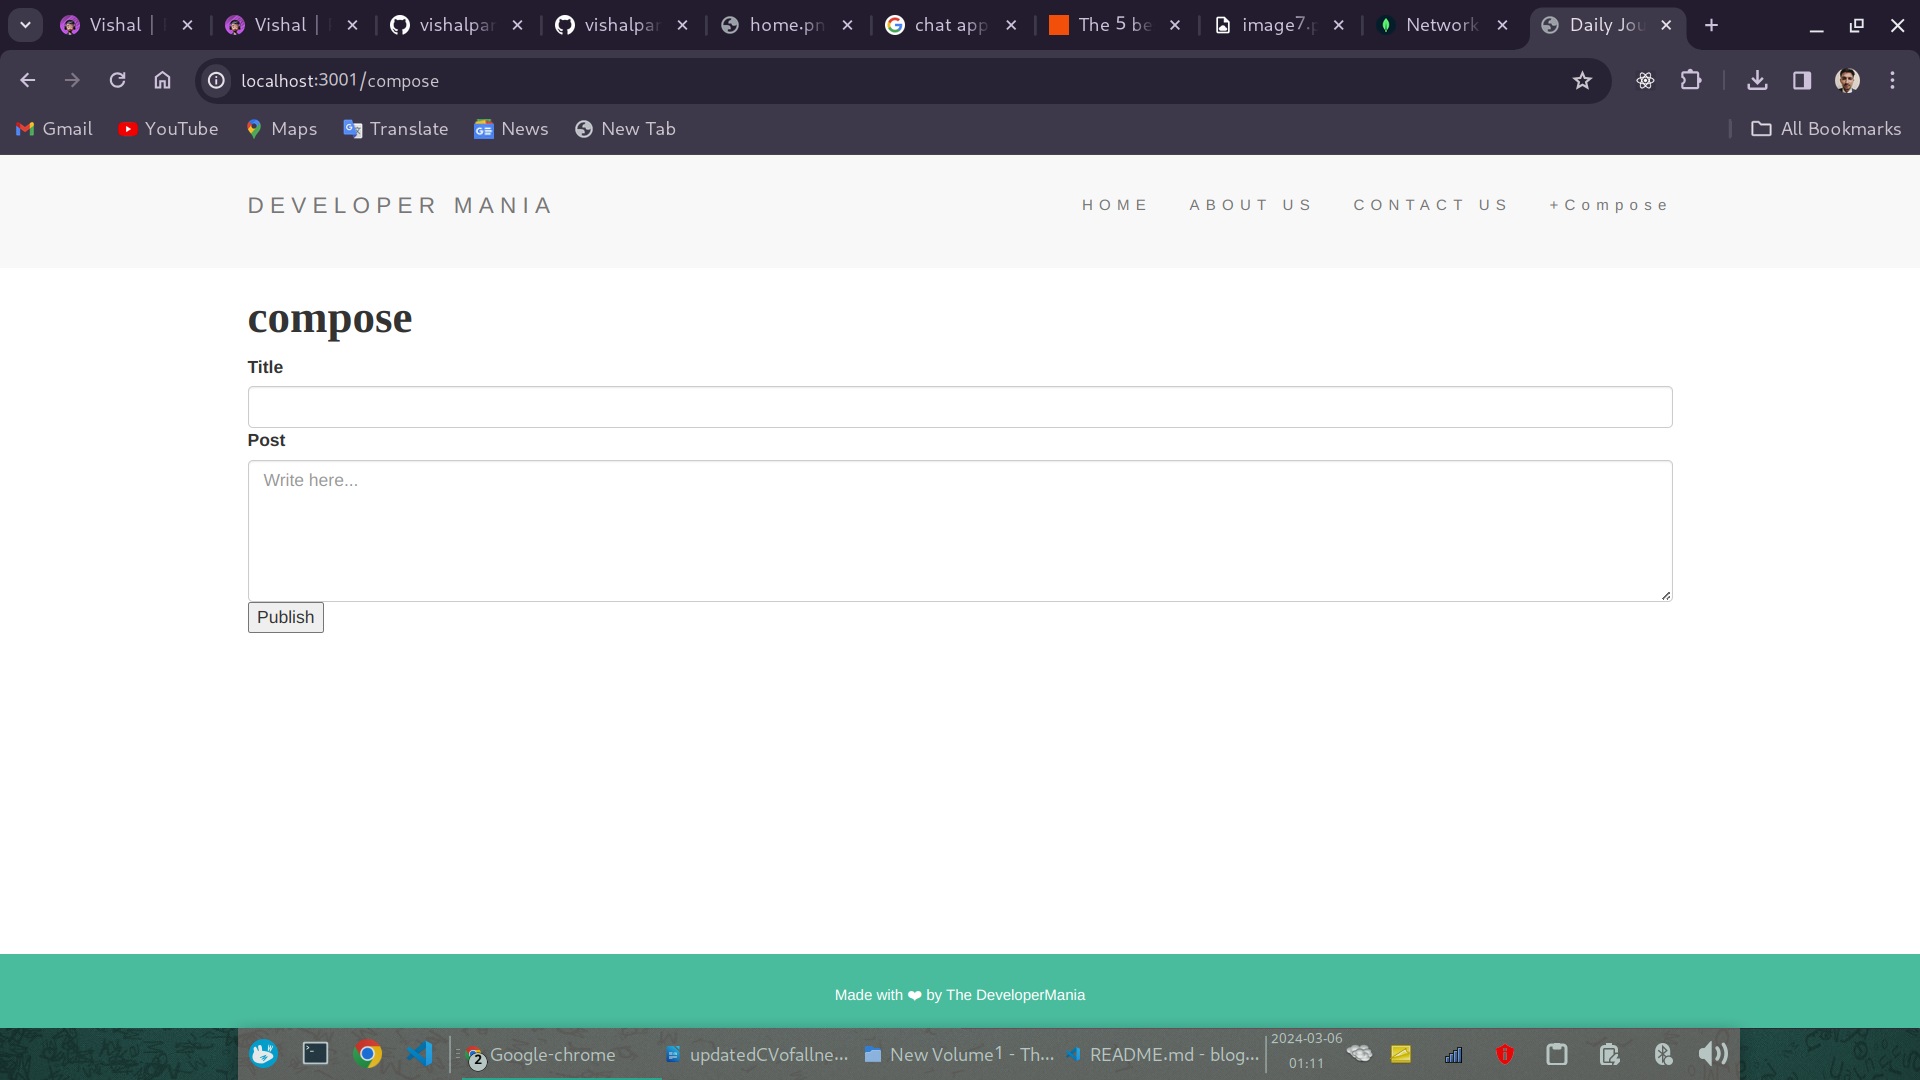 Vishal |
Vishal |
vishalpar
vishalpar
home.pn
chat app
The 5 be
image7.p
Network
Daily Jou
localhost:3001/compose
Gmail
YouTube
Maps
Translate
News
New Tab
All Bookmarks
DEVELOPER MANIA
HOME
ABOUT US
CONTACT US
+Compose
compose
Title
Post
Write here...
Publish
Made with ❤ by The DeveloperMania
2
Google-chrome
updatedCVofallne...
New Volume1 - Th...
README.md - blog...
2024-03-06
01:11